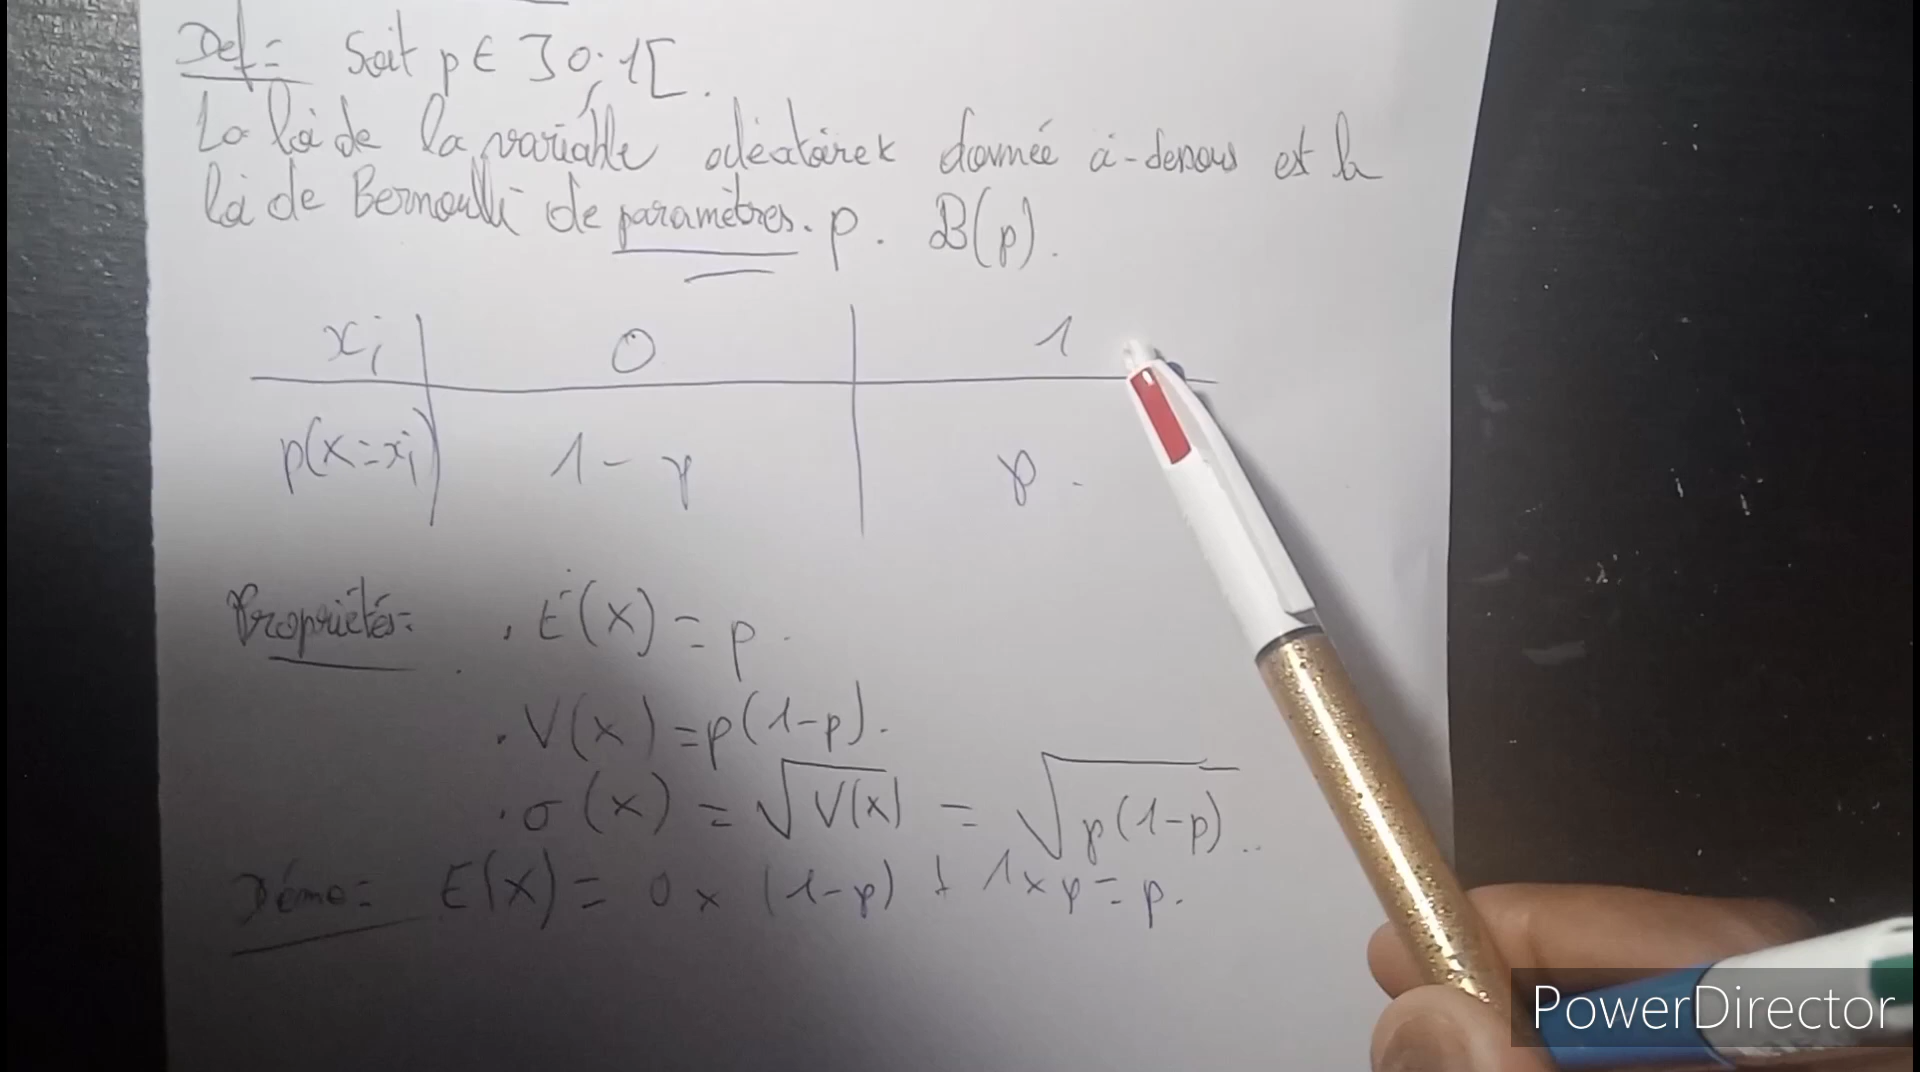 Def= Soit p ∈ ]0;1[.
La loi de la variable aléatoire X donnée ci-dessous est la
loi de Bernoulli de paramètres. p. B(p).
xi 0 1
p(X=xi) 1-p p.
Propriétés= . E(X) = p.
. V(X) = p(1-p).
. σ(X) = √V(X) = √p(1-p)..
Démo= E(X) = 0 × (1-p) + 1×p = p.
PowerDirector